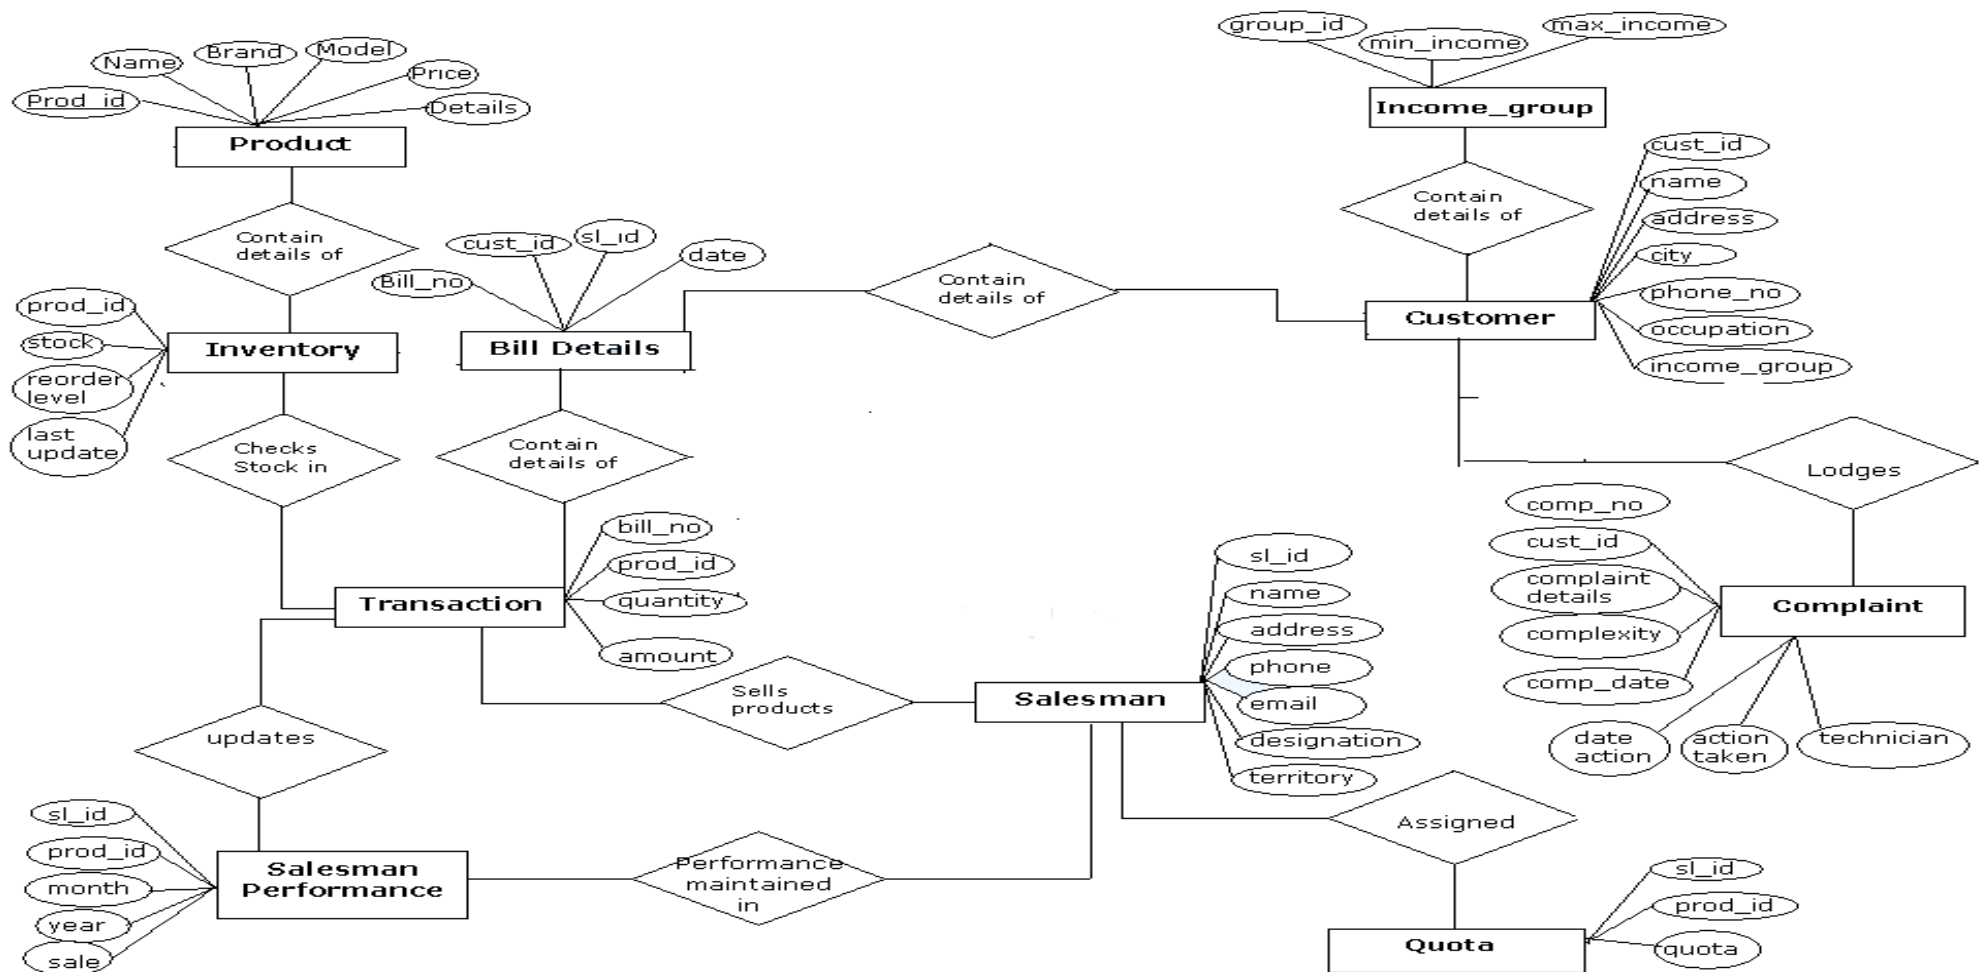 group_id
max_income
min_income
Name
Brand
Model
Price
Prod_id
Details
Product
Income_group
cust_id
name
address
city
phone_no
occupation
income_group
Contain
details of
Contain
details of
cust_id
sl_id
date
Bill_no
Contain
details of
Customer
prod_id
stock
reorder
level
last
update
Inventory
Bill Details
Checks
Stock in
Contain
details of
Lodges
bill_no
prod_id
quantity
amount
Transaction
comp_no
cust_id
complaint
details
complexity
comp_date
Complaint
date
action
action
taken
technician
sl_id
name
address
phone
email
designation
territory
Sells
products
Salesman
updates
Assigned
sl_id
prod_id
month
year
sale
Salesman
Performance
Performance
maintained
in
sl_id
prod_id
quota
Quota